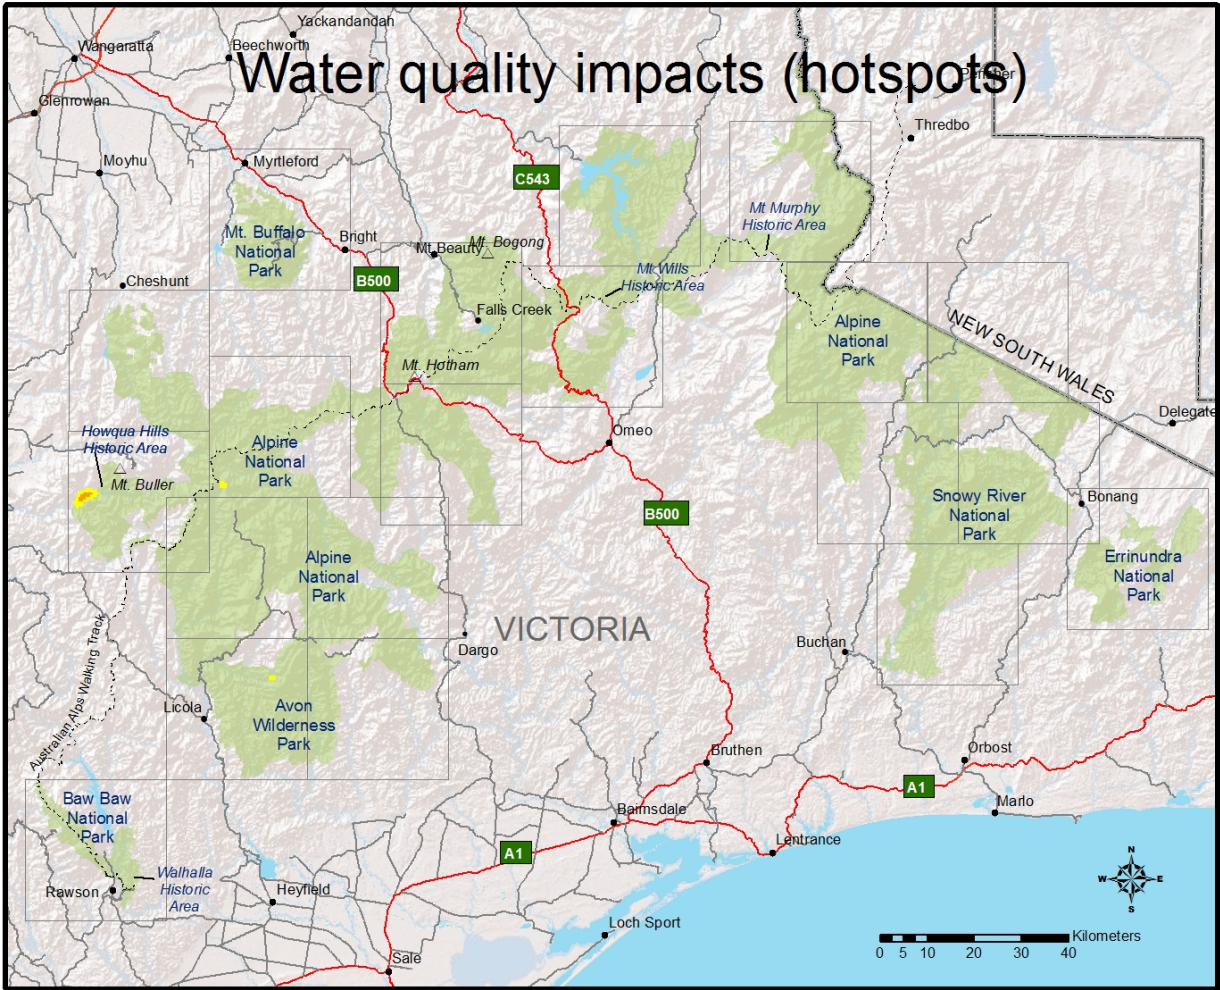 Yackandandah
Wangaratta
Beechworth
Water quality impacts (hotspots)
Perisher
Glenrowan
Thredbo
Moyhu
Myrtleford
C543
Mt. Buffalo
National
Park
Mt Murphy
Historic Area
Bright
Mt Beauty
Mt. Bogong
B500
Cheshunt
Mt Wills
Historic Area
Falls Creek
Alpine
National
Park
NEW SOUTH WALES
Mt. Hotham
Delegate
Howqua Hills
Historic Area
Omeo
Alpine
National
Park
Mt. Buller
B500
Snowy River
National
Park
Bonang
Alpine
National
Park
Errinundra
National
Park
VICTORIA
Dargo
Buchan
Australian Alps Walking Track
Licola
Avon
Wilderness
Park
Bruthen
Orbost
A1
Baw Baw
National
Park
Bairnsdale
Marlo
Lentrance
A1
Walhalla
Historic
Area
Rawson
Heyfield
N
W E
S
Loch Sport
Kilometers
0 5 10 20 30 40
Sale